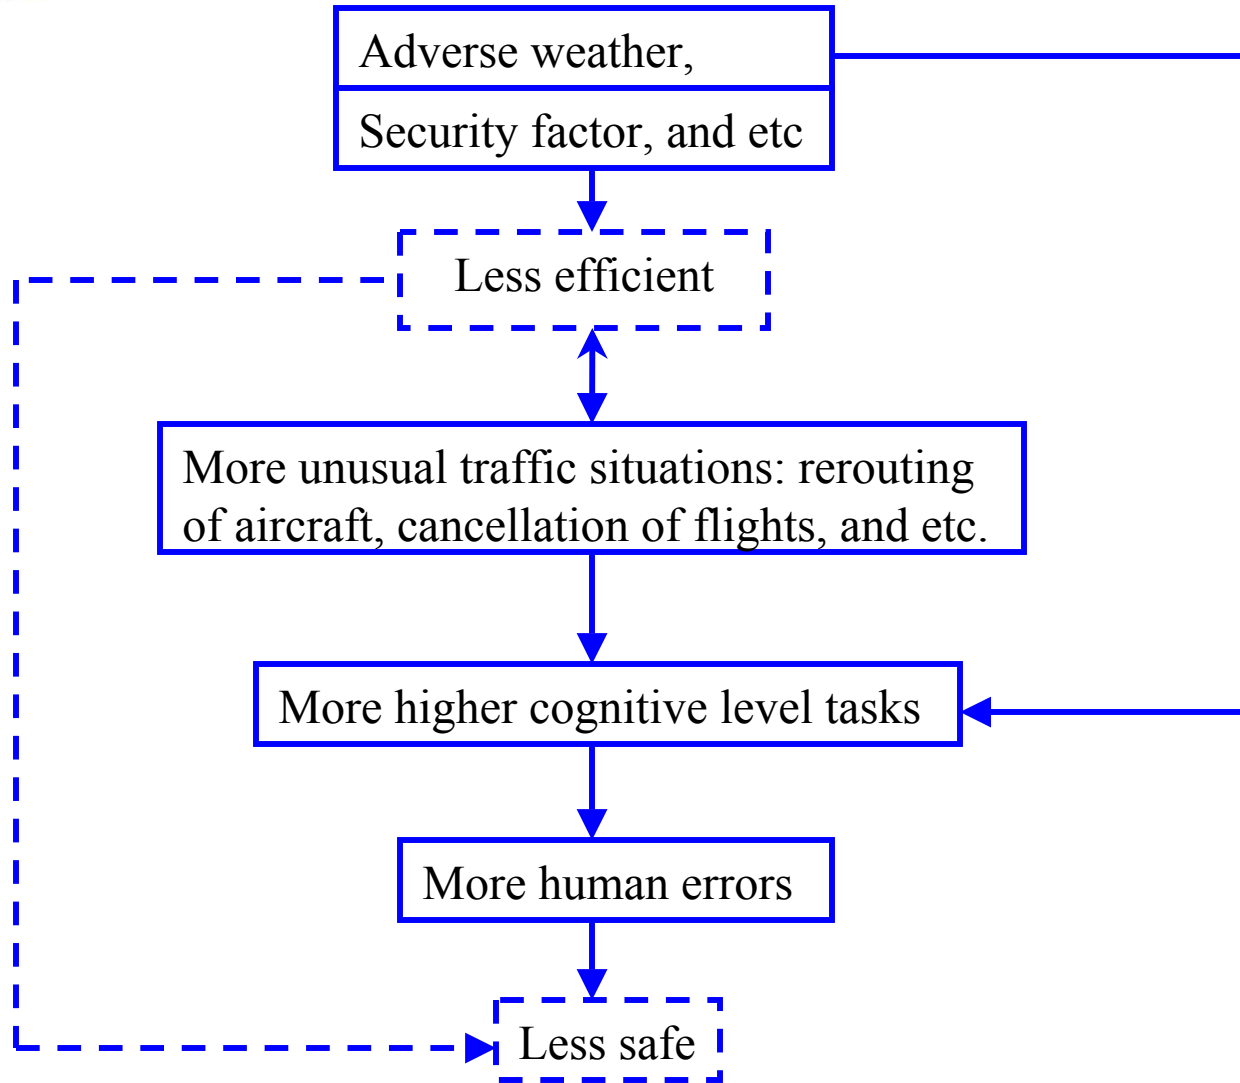 Adverse weather,
Security factor, and etc
Less efficient
More unusual traffic situations: rerouting
of aircraft, cancellation of flights, and etc.
More higher cognitive level tasks
More human errors
Less safe